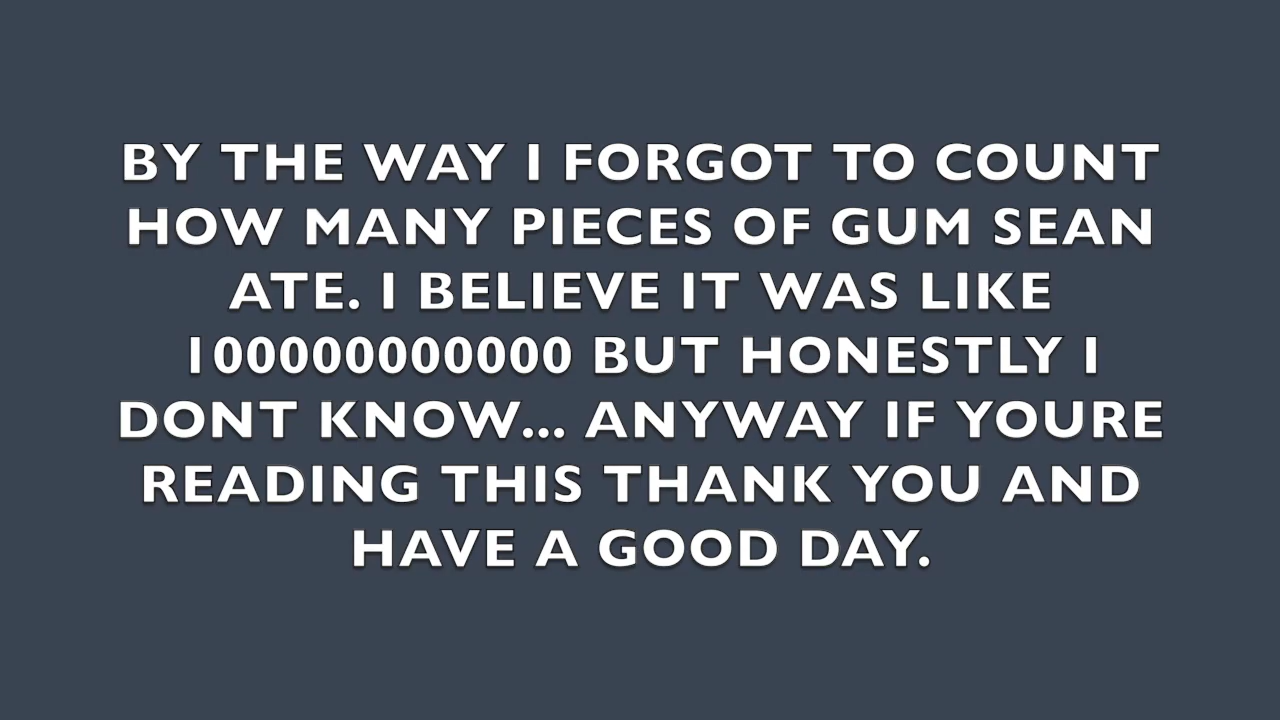 BY THE WAY I FORGOT TO COUNT
HOW MANY PIECES OF GUM SEAN
ATE. I BELIEVE IT WAS LIKE
100000000000 BUT HONESTLY I
DONT KNOW... ANYWAY IF YOURE
READING THIS THANK YOU AND
HAVE A GOOD DAY.